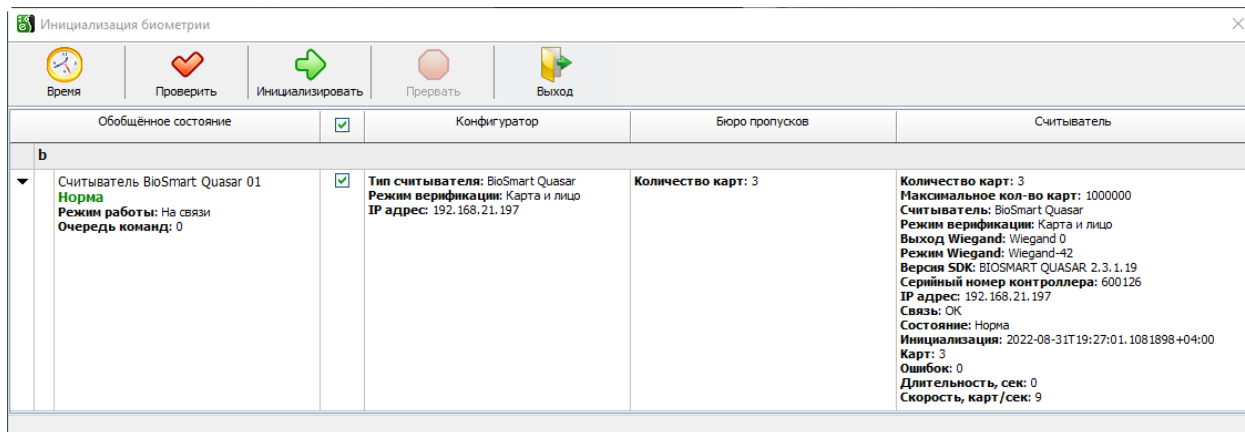 Инициализация биометрии
Время
Проверить
Инициализировать
Прервать
Выход
Обобщённое состояние
Конфигуратор
Бюро пропусков
Считыватель
b
Считыватель BioSmart Quasar 01
Норма
Режим работы: На связи
Очередь команд: 0
Тип считывателя: BioSmart Quasar
Режим верификации: Карта и лицо
IP адрес: 192.168.21.197
Количество карт: 3
Количество карт: 3
Максимальное кол-во карт: 1000000
Считыватель: BioSmart Quasar
Режим верификации: Карта и лицо
Выход Wiegand: Wiegand 0
Режим Wiegand: Wiegand-42
Версия SDK: BIOSMART QUASAR 2.3.1.19
Серийный номер контроллера: 600126
IP адрес: 192.168.21.197
Связь: ОК
Состояние: Норма
Инициализация: 2022-08-31T19:27:01.1081898+04:00
Карт: 3
Ошибок: 0
Длительность, сек: 0
Скорость, карт/сек: 9